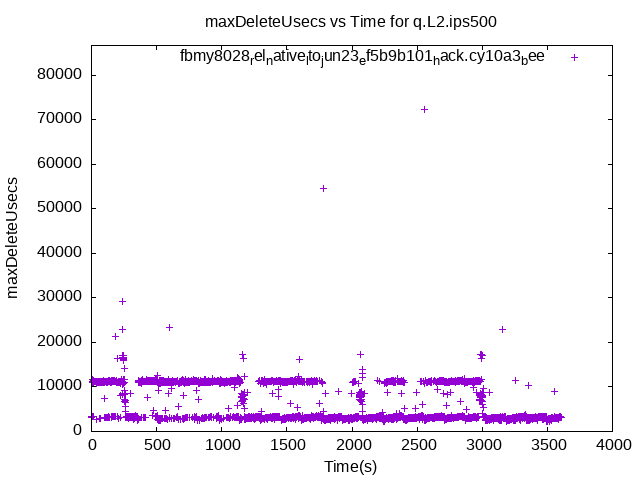 maxDeleteUsecs vs Time for q.L2.ips500
fbmy8028relnativelitojun23ef5b9b101hack.cy10a3bee
80000
70000
60000
50000
40000
30000
20000
10000
0
maxDeleteUsecs
0 500 1000 1500 2000 2500 3000 3500 4000
Time(s)